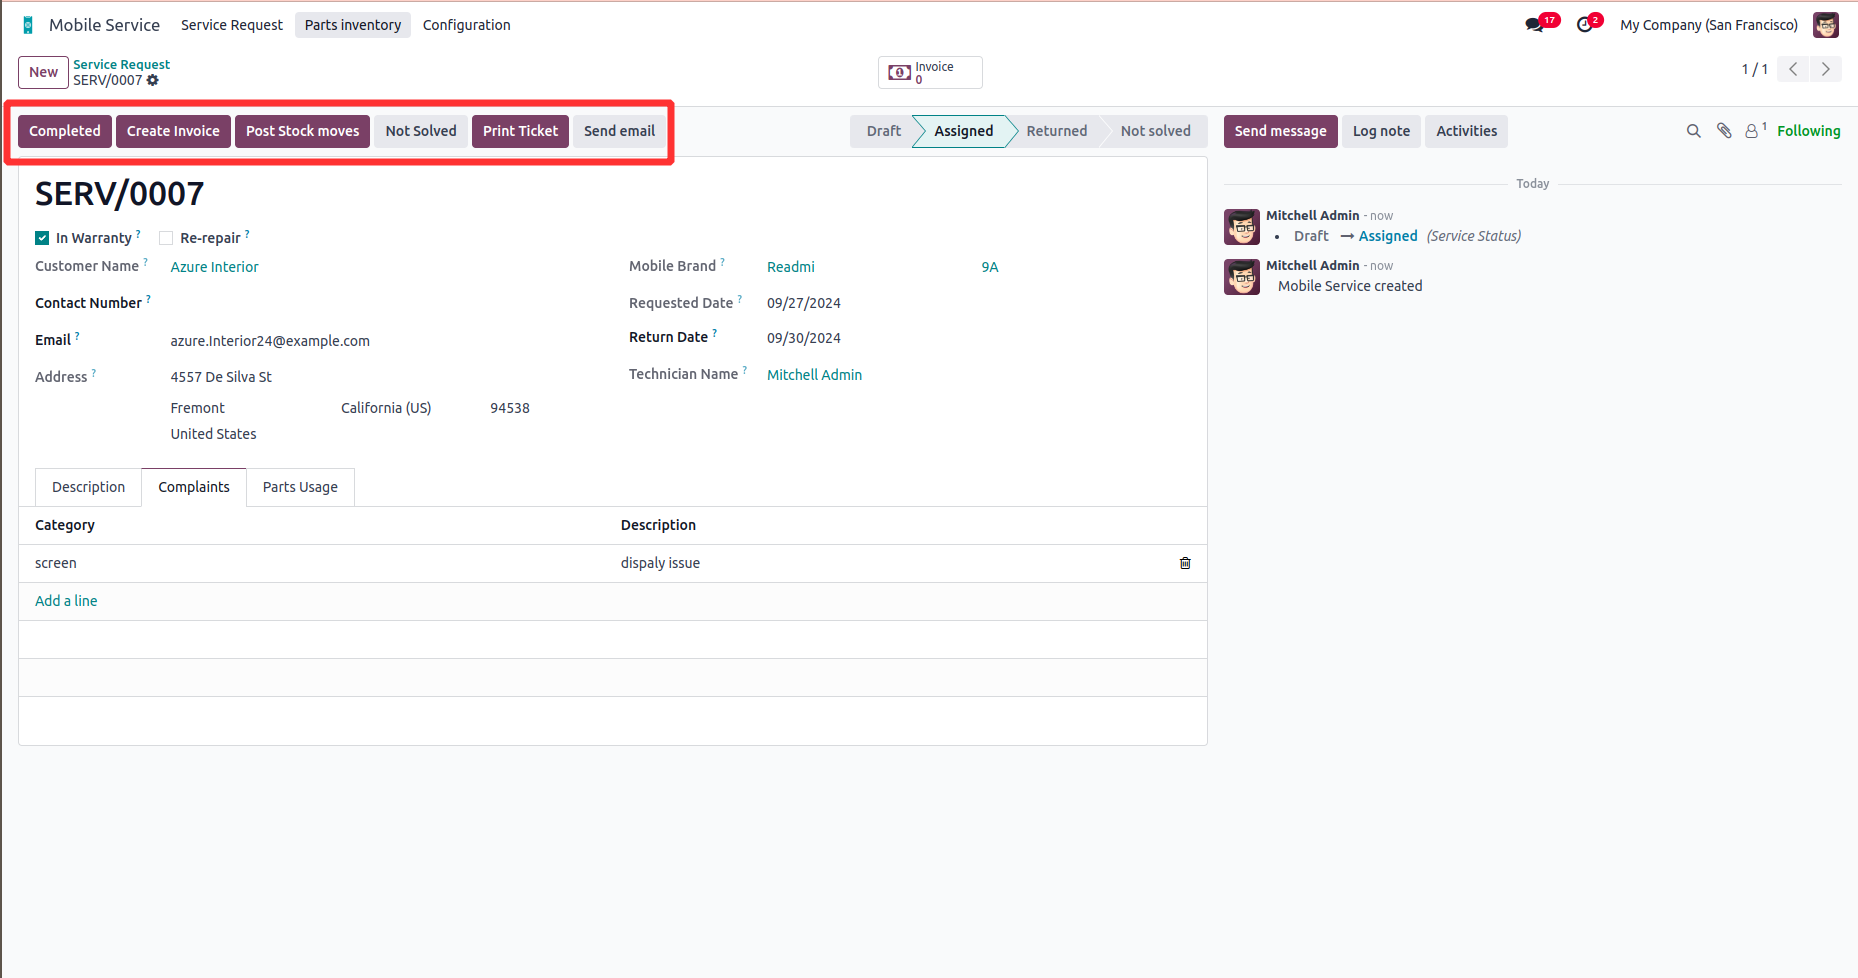 Mobile Service Service Request Parts inventory Configuration 17 2 My Company (San Francisco)
New Service Request
SERV/0007
Invoice
0
1 / 1
Completed Create Invoice Post Stock moves Not Solved Print Ticket Send email Draft Assigned Returned Not solved Send message Log note Activities 1 Following
SERV/0007
In Warranty ? Re-repair ?
Customer Name ? Azure Interior
Contact Number ?
Email ? azure.Interior24@example.com
Address ? 4557 De Silva St
Fremont California (US) 94538
United States
Mobile Brand ? Readmi 9A
Requested Date ? 09/27/2024
Return Date ? 09/30/2024
Technician Name ? Mitchell Admin
Description Complaints Parts Usage
Category Description
screen dispaly issue
Add a line
Today
Mitchell Admin - now
• Draft → Assigned (Service Status)
Mitchell Admin - now
Mobile Service created